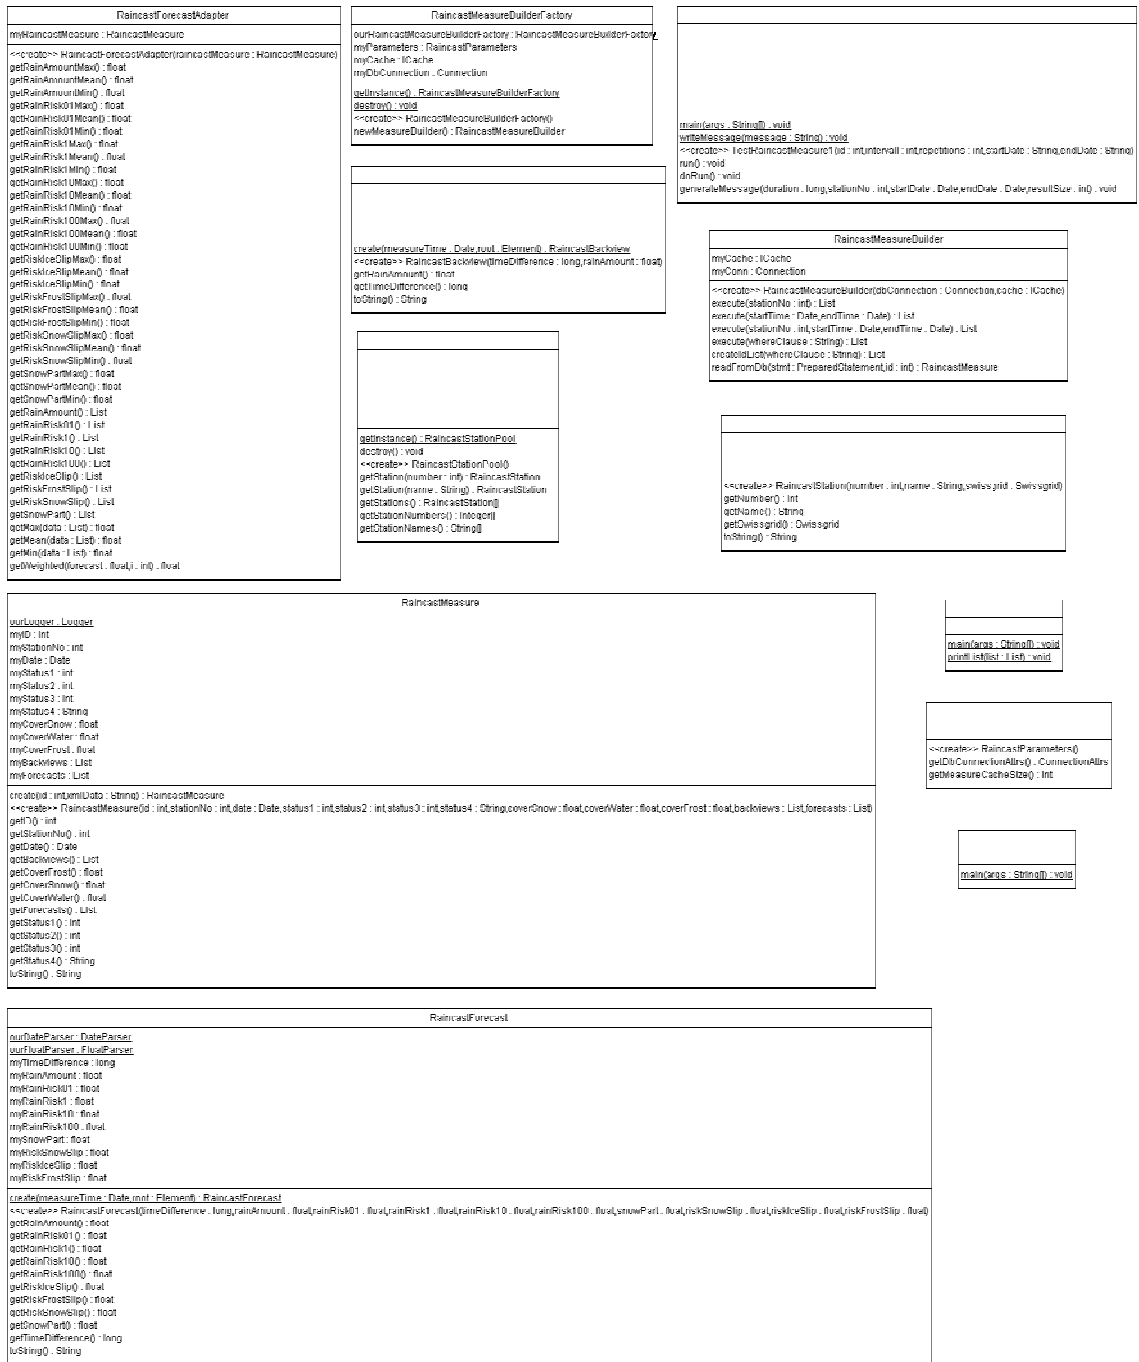 RaincastForecastAdapter
myRaincastMeasure : RaincastMeasure
<<create>> RaincastForecastAdapter(raincastMeasure : RaincastMeasure)
getRainAmountMax() : float
getRainAmountMean() : float
getRainAmountMin() : float
getRainRisk01Max() : float
getRainRisk01Mean() : float
getRainRisk01Min() : float
getRainRisk1Max() : float
getRainRisk1Mean() : float
getRainRisk1Min() : float
getRainRisk10Max() : float
getRainRisk10Mean() : float
getRainRisk10Min() : float
getRainRisk100Max() : float
getRainRisk100Mean() : float
getRainRisk100Min() : float
getRiskIceSlipMax() : float
getRiskIceSlipMean() : float
getRiskIceSlipMin() : float
getRiskFrostSlipMax() : float
getRiskFrostSlipMean() : float
getRiskFrostSlipMin() : float
getRiskSnowSlipMax() : float
getRiskSnowSlipMean() : float
getRiskSnowSlipMin() : float
getSnowPartMax() : float
getSnowPartMean() : float
getSnowPartMin() : float
getRainAmount() : List
getRainRisk01() : List
getRainRisk1() : List
getRainRisk10() : List
getRainRisk100() : List
getRiskIceSlip() : List
getRiskFrostSlip() : List
getRiskSnowSlip() : List
getSnowPart() : List
getMax(data : List) : float
getMean(data : List) : float
getMin(data : List) : float
getWeighted(forecast : float,i : int) : float
RaincastMeasureBuilderFactory
ourRaincastMeasureBuilderFactory : RaincastMeasureBuilderFactory
myParameters : RaincastParameters
myCache : ICache
myDbConnection : Connection
getInstance() : RaincastMeasureBuilderFactory
destroy() : void
<<create>> RaincastMeasureBuilderFactory()
newMeasureBuilder() : RaincastMeasureBuilder
main(args : String[]) : void
writeMessage(message : String) : void
<<create>> TestRaincastMeasure1(id : int,intervall : int,repetitions : int,startDate : String,endDate : String)
run() : void
doRun() : void
generateMessage(duration : long,stationNo : int,startDate : Date,endDate : Date,resultSize : int) : void
create(measureTime : Date,root : Element) : RaincastBackview
<<create>> RaincastBackview(timeDifference : long,rainAmount : float)
getRainAmount() : float
getTimeDifference() : long
toString() : String
RaincastMeasureBuilder
myCache : ICache
myConn : Connection
<<create>> RaincastMeasureBuilder(dbConnection : Connection,cache : ICache)
execute(stationNo : int) : List
execute(startTime : Date,endTime : Date) : List
execute(stationNo : int,startTime : Date,endTime : Date) : List
execute(whereClause : String) : List
createIdList(whereClause : String) : List
readFromDb(stmt : PreparedStatement,id : int) : RaincastMeasure
getInstance() : RaincastStationPool
destroy() : void
<<create>> RaincastStationPool()
getStation(number : int) : RaincastStation
getStation(name : String) : RaincastStation
getStations() : RaincastStation[]
getStationNumbers() : Integer[]
getStationNames() : String[]
<<create>> RaincastStation(number : int,name : String,swissgrid : Swissgrid)
getNumber() : int
getName() : String
getSwissgrid() : Swissgrid
toString() : String
RaincastMeasure
ourLogger : Logger
myID : int
myStationNo : int
myDate : Date
myStatus1 : int
myStatus2 : int
myStatus3 : int
myStatus4 : String
myCoverSnow : float
myCoverWater : float
myCoverFrost : float
myBackviews : List
myForecasts : List
create(id : int,xmlData : String) : RaincastMeasure
<<create>> RaincastMeasure(id : int,stationNo : int,date : Date,status1 : int,status2 : int,status3 : int,status4 : String,coverSnow : float,coverWater : float,coverFrost : float,backviews : List,forecasts : List)
getID() : int
getStationNo() : int
getDate() : Date
getBackviews() : List
getCoverFrost() : float
getCoverSnow() : float
getCoverWater() : float
getForecasts() : List
getStatus1() : int
getStatus2() : int
getStatus3() : int
getStatus4() : String
toString() : String
main(args : String[]) : void
printList(list : List) : void
<<create>> RaincastParameters()
getDbConnectionAttrs() : ConnectionAttrs
getMeasureCacheSize() : int
main(args : String[]) : void
RaincastForecast
ourDateParser : DateParser
ourFloatParser : FloatParser
myTimeDifference : long
myRainAmount : float
myRainRisk01 : float
myRainRisk1 : float
myRainRisk10 : float
myRainRisk100 : float
mySnowPart : float
myRiskSnowSlip : float
myRiskIceSlip : float
myRiskFrostSlip : float
create(measureTime : Date,root : Element) : RaincastForecast
<<create>> RaincastForecast(timeDifference : long,rainAmount : float,rainRisk01 : float,rainRisk1 : float,rainRisk10 : float,rainRisk100 : float,snowPart : float,riskSnowSlip : float,riskIceSlip : float,riskFrostSlip : float)
getRainAmount() : float
getRainRisk01() : float
getRainRisk1() : float
getRainRisk10() : float
getRainRisk100() : float
getRiskIceSlip() : float
getRiskFrostSlip() : float
getRiskSnowSlip() : float
getSnowPart() : float
getTimeDifference() : long
toString() : String